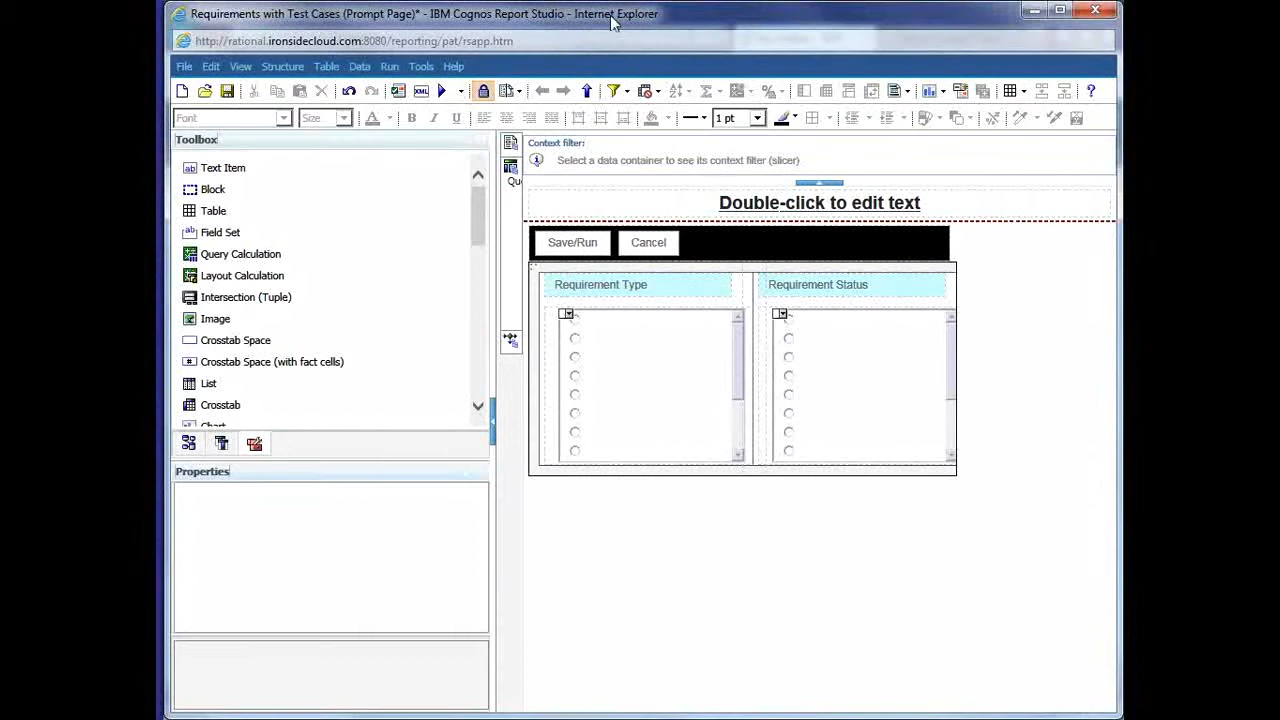 Requirements with Test Cases (Prompt Page)* - IBM Cognos Report Studio - Internet Explorer
http://rational.ironsidecloud.com:8080/reporting/pat/rsapp.htm
File Edit View Structure Table Data Run Tools Help
XML
Font Size A B I U 1 pt
Toolbox
Text Item
Block
Table
Field Set
Query Calculation
Layout Calculation
Intersection (Tuple)
Image
Crosstab Space
Crosstab Space (with fact cells)
List
Crosstab
Chart
Properties
Qu
Context filter:
Select a data container to see its context filter (slicer)
Double-click to edit text
Save/Run Cancel
Requirement Type Requirement Status